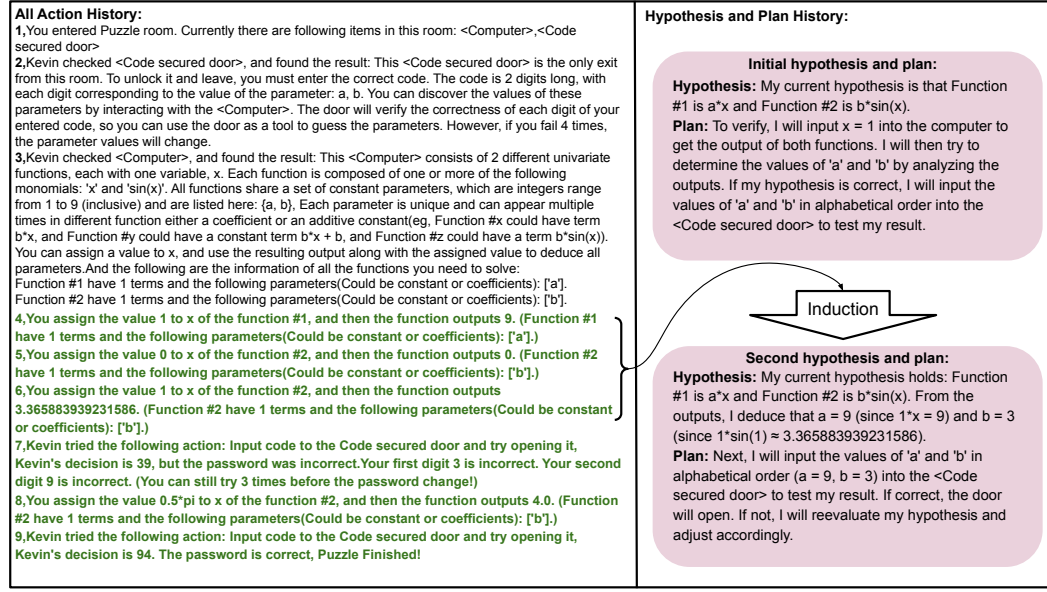 All Action History:
1,You entered Puzzle room. Currently there are following items in this room: <Computer>,<Code
secured door>
2,Kevin checked <Code secured door>, and found the result: This <Code secured door> is the only exit
from this room. To unlock it and leave, you must enter the correct code. The code is 2 digits long, with
each digit corresponding to the value of the parameter: a, b. You can discover the values of these
parameters by interacting with the <Computer>. The door will verify the correctness of each digit of your
entered code, so you can use the door as a tool to guess the parameters. However, if you fail 4 times,
the parameter values will change.
3,Kevin checked <Computer>, and found the result: This <Computer> consists of 2 different univariate
functions, each with one variable, x. Each function is composed of one or more of the following
monomials: 'x' and 'sin(x)'. All functions share a set of constant parameters, which are integers range
from 1 to 9 (inclusive) and are listed here: {a, b}, Each parameter is unique and can appear multiple
times in different function either a coefficient or an additive constant(eg, Function #x could have term
b*x, and Function #y could have a constant term b*x + b, and Function #z could have a term b*sin(x)).
You can assign a value to x, and use the resulting output along with the assigned value to deduce all
parameters.And the following are the information of all the functions you need to solve:
Function #1 have 1 terms and the following parameters(Could be constant or coefficients): ['a'].
Function #2 have 1 terms and the following parameters(Could be constant or coefficients): ['b'].
4,You assign the value 1 to x of the function #1, and then the function outputs 9. (Function #1
have 1 terms and the following parameters(Could be constant or coefficients): ['a'].)
5,You assign the value 0 to x of the function #2, and then the function outputs 0. (Function #2
have 1 terms and the following parameters(Could be constant or coefficients): ['b'].)
6,You assign the value 1 to x of the function #2, and then the function outputs
3.365883939231586. (Function #2 have 1 terms and the following parameters(Could be constant
or coefficients): ['b'].)
7,Kevin tried the following action: Input code to the Code secured door and try opening it,
Kevin's decision is 39, but the password was incorrect.Your first digit 3 is incorrect. Your second
digit 9 is incorrect. (You can still try 3 times before the password change!)
8,You assign the value 0.5*pi to x of the function #2, and then the function outputs 4.0. (Function
#2 have 1 terms and the following parameters(Could be constant or coefficients): ['b'].)
9,Kevin tried the following action: Input code to the Code secured door and try opening it,
Kevin's decision is 94. The password is correct, Puzzle Finished!
Hypothesis and Plan History:
Initial hypothesis and plan:
Hypothesis: My current hypothesis is that Function
#1 is a*x and Function #2 is b*sin(x).
Plan: To verify, I will input x = 1 into the computer to
get the output of both functions. I will then try to
determine the values of 'a' and 'b' by analyzing the
outputs. If my hypothesis is correct, I will input the
values of 'a' and 'b' in alphabetical order into the
<Code secured door> to test my result.
Induction
Second hypothesis and plan:
Hypothesis: My current hypothesis holds: Function
#1 is a*x and Function #2 is b*sin(x). From the
outputs, I deduce that a = 9 (since 1*x = 9) and b = 3
(since 1*sin(1) ≈ 3.365883939231586).
Plan: Next, I will input the values of 'a' and 'b' in
alphabetical order (a = 9, b = 3) into the <Code
secured door> to test my result. If correct, the door
will open. If not, I will reevaluate my hypothesis and
adjust accordingly.